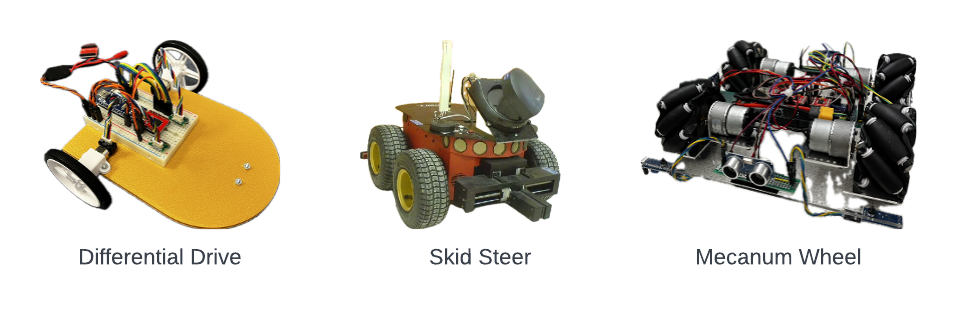 Differential Drive
Skid Steer
Mecanum Wheel